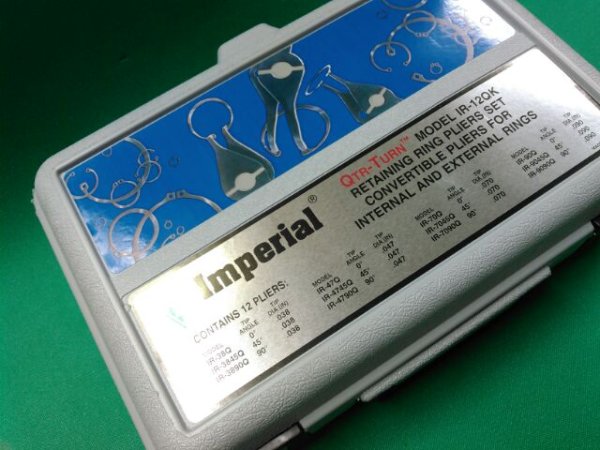 Imperial®
QTR-TURN™ MODEL IR-12QK
RETAINING RING PLIERS SET
CONVERTIBLE PLIERS FOR
INTERNAL AND EXTERNAL RINGS
CONTAINS 12 PLIERS:
MODEL TIP ANGLE TIP DIA.(IN)
IR-38Q 0° .038
IR-3845Q 45° .038
IR-3890Q 90° .038
MODEL TIP ANGLE TIP DIA.(IN)
IR-47Q 0° .047
IR-4745Q 45° .047
IR-4790Q 90° .047
MODEL TIP ANGLE TIP DIA.(IN)
IR-70Q 0° .070
IR-7045Q 45° .070
IR-7090Q 90° .070
MODEL TIP ANGLE TIP DIA.(IN)
IR-90Q 0° .090
IR-9045Q 45° .090
IR-9090Q 90° .090